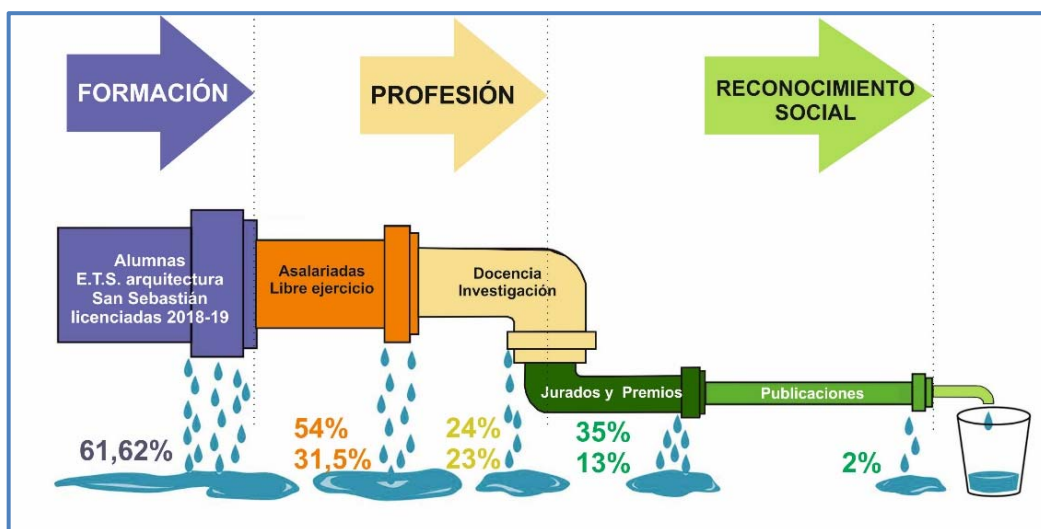 FORMACIÓN
PROFESIÓN
RECONOCIMIENTO
SOCIAL
Alumnas
E.T.S. arquitectura
San Sebastián
licenciadas 2018-19
Asalariadas
Libre ejercicio
Docencia
Investigación
Jurados y Premios
Publicaciones
61,62%
54%
31,5%
24%
23%
35%
13%
2%